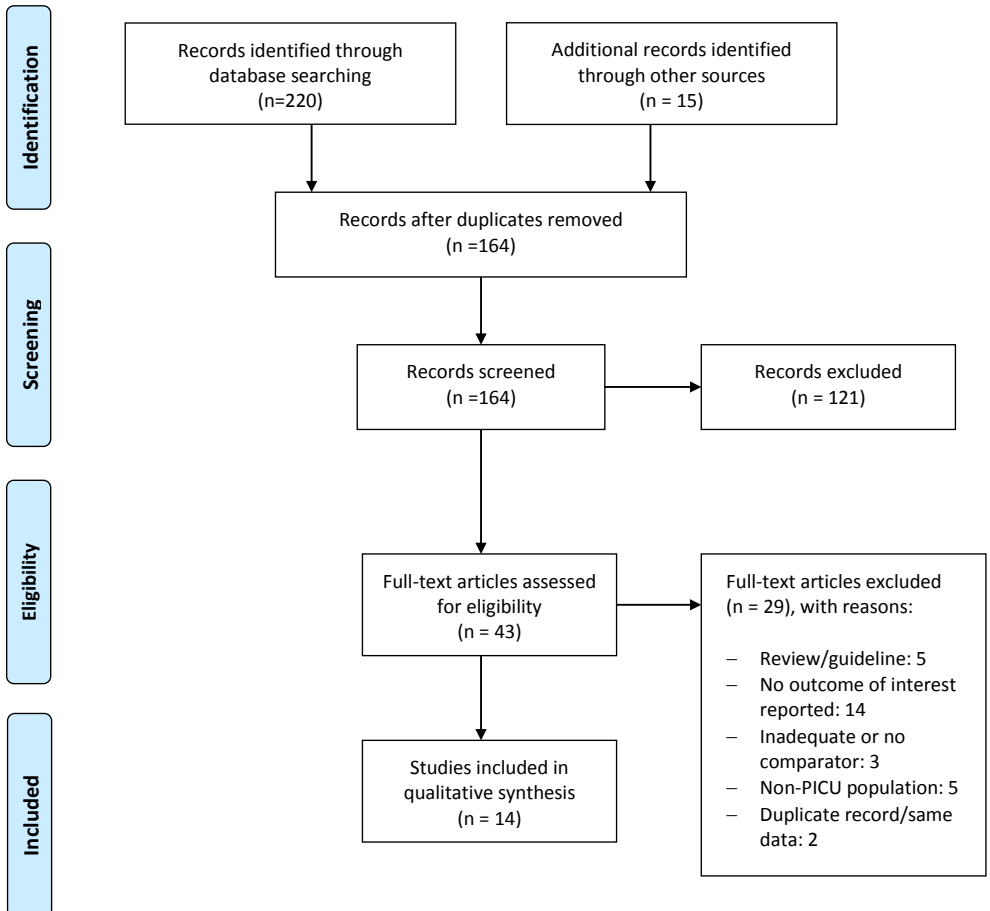 Identification
Records identified through
database searching
(n=220)
Additional records identified
through other sources
(n = 15)
Records after duplicates removed
(n =164)
Screening
Records screened
(n =164)
Records excluded
(n = 121)
Eligibility
Full-text articles assessed
for eligibility
(n = 43)
Full-text articles excluded
(n = 29), with reasons:
– Review/guideline: 5
– No outcome of interest
reported: 14
– Inadequate or no
comparator: 3
– Non-PICU population: 5
– Duplicate record/same
data: 2
Included
Studies included in
qualitative synthesis
(n = 14)